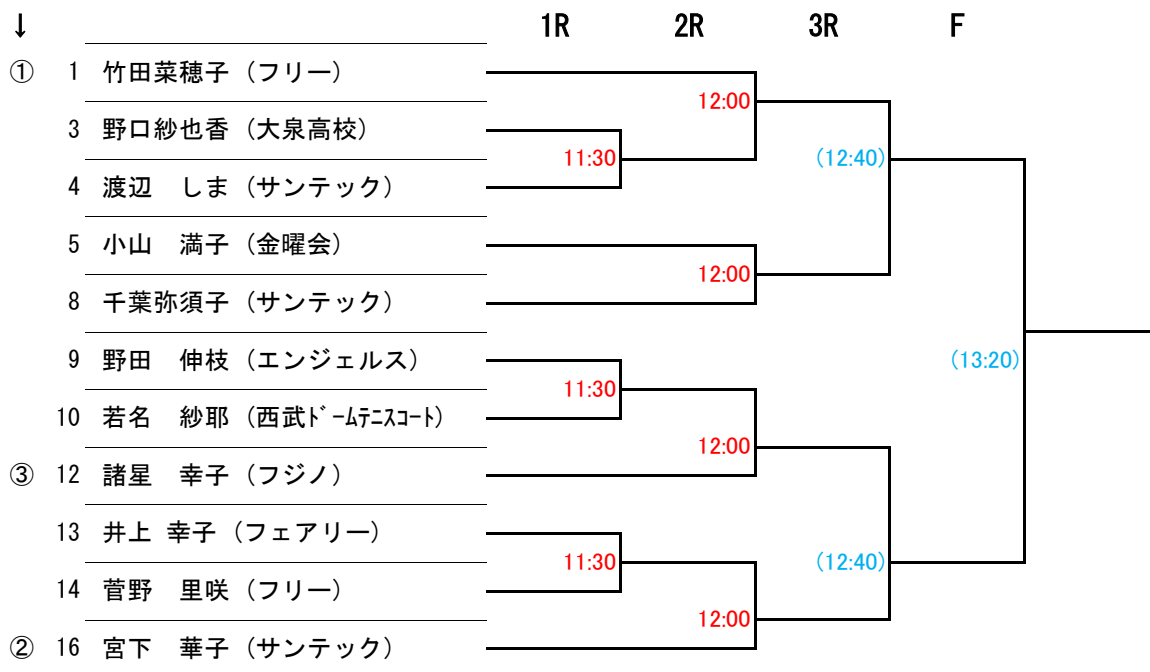 ↓ 1R 2R 3R F
① 1 竹田菜穂子（フリー）
12:00
3 野口紗也香（大泉高校）
11:30 (12:40)
4 渡辺　しま（サンテック）
5 小山　満子（金曜会）
12:00
8 千葉弥須子（サンテック）
9 野田　伸枝（エンジェルス） (13:20)
11:30
10 若名　紗耶（西武ﾄﾞｰﾑﾃﾆｽｺｰﾄ）
12:00
③ 12 諸星　幸子（フジノ）
13 井上 幸子（フェアリー）
11:30 (12:40)
14 菅野　里咲（フリー）
12:00
② 16 宮下　華子（サンテック）